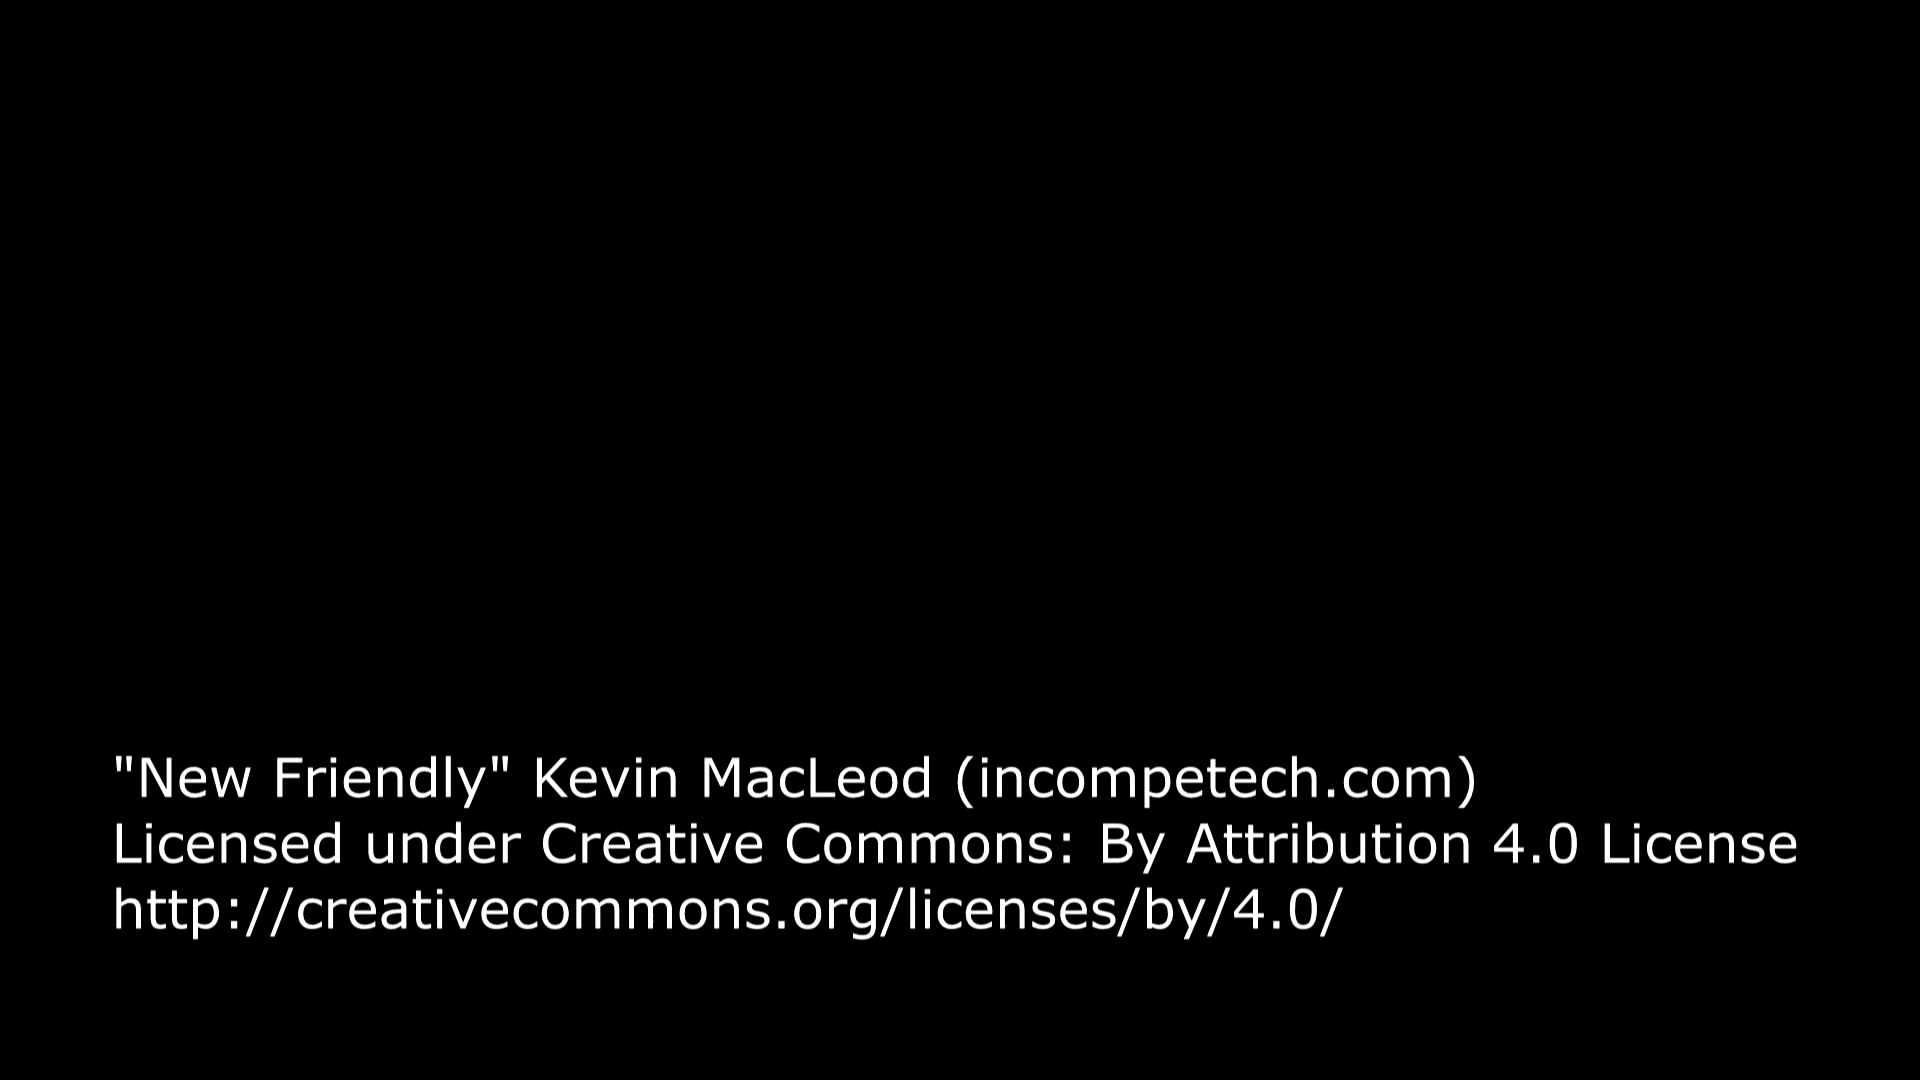 "New Friendly" Kevin MacLeod (incompetech.com)
Licensed under Creative Commons: By Attribution 4.0 License
http://creativecommons.org/licenses/by/4.0/